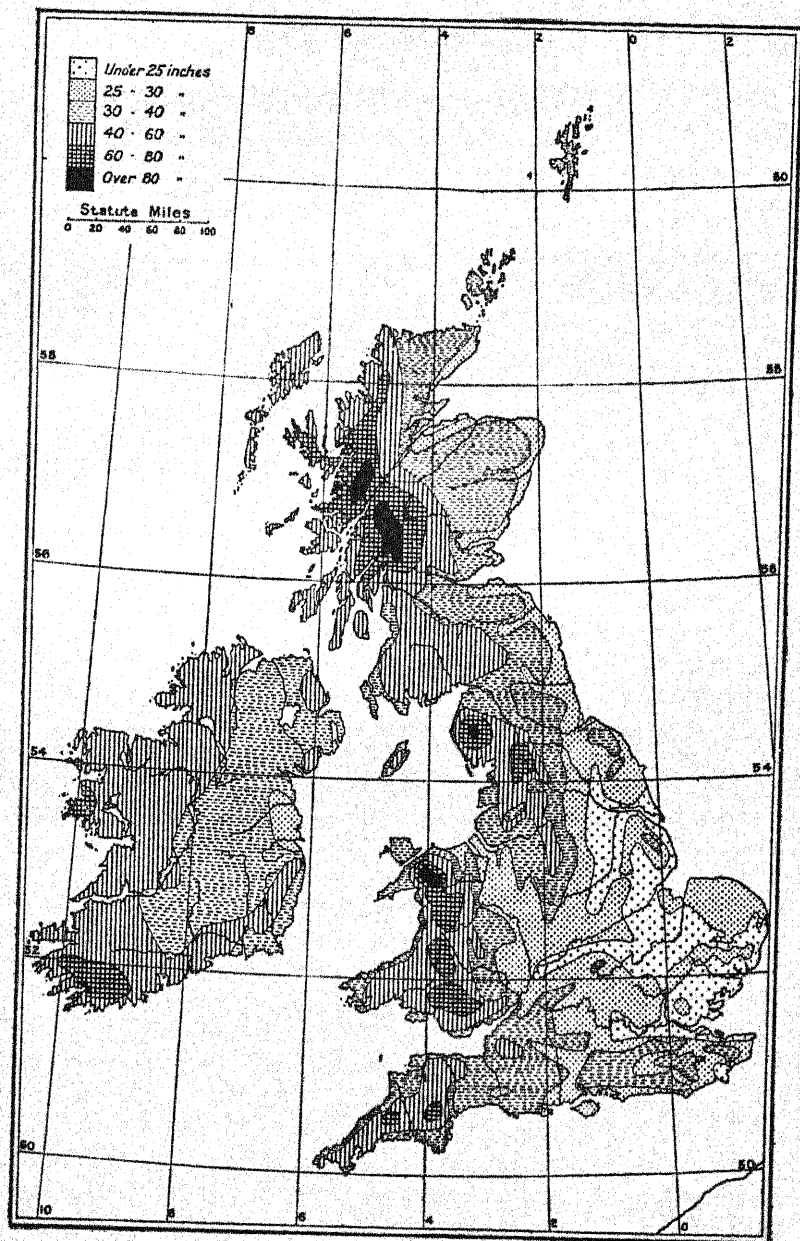 8 6 4 2 0 2
Under 25 inches
25 - 30 "
30 - 40 "
40 - 60 "
60 - 80 "
Over 80 "
Statute Miles
0 20 40 60 80 100
60
58
58
56
56
54
54
52
50
50
10 8 6 4 2 0